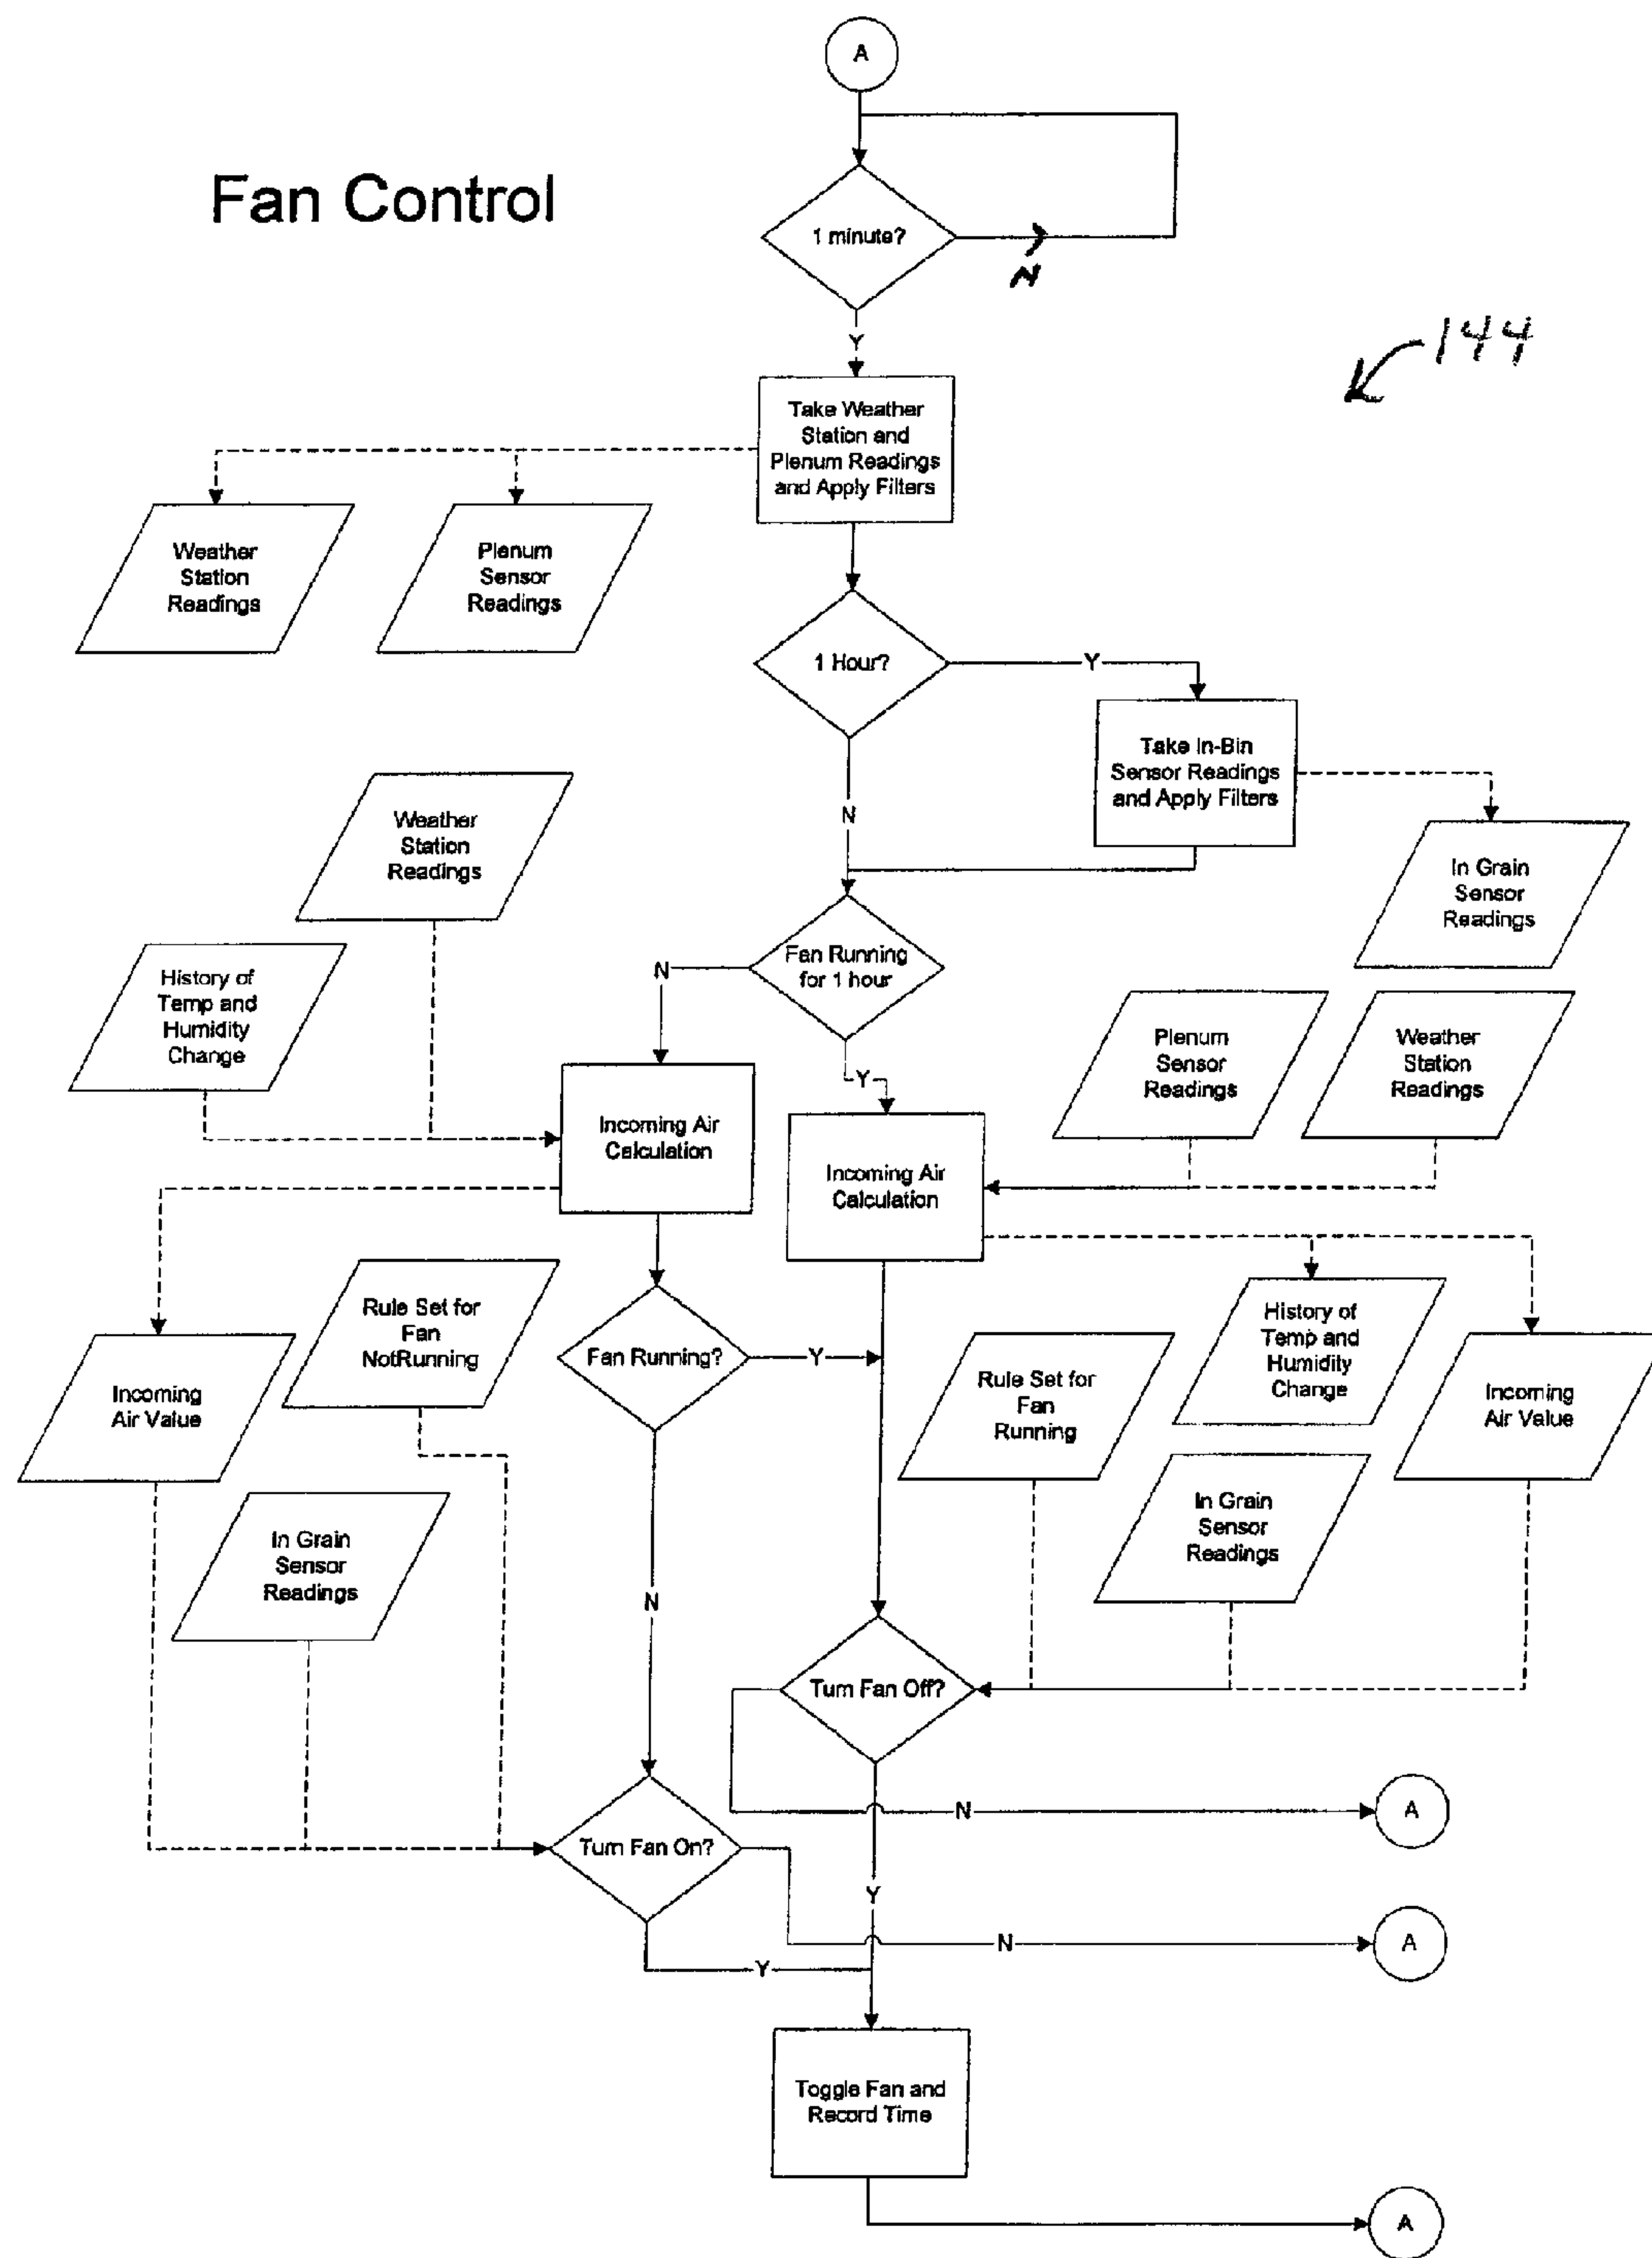 A
Fan Control
1 minute?
N
Y
144
Take Weather
Station and
Plenum Readings
and Apply Filters
Weather
Station
Readings
Plenum
Sensor
Readings
1 Hour?
Y
Take In-Bin
Sensor Readings
and Apply Filters
N
Weather
Station
Readings
In Grain
Sensor
Readings
Fan Running
for 1 hour
N
History of
Temp and
Humidity
Change
Plenum
Sensor
Readings
Weather
Station
Readings
Y
Incoming Air
Calculation
Incoming Air
Calculation
Rule Set for
Fan
NotRunning
History of
Temp and
Humidity
Change
Fan Running?
Y
Incoming
Air Value
Rule Set for
Fan
Running
Incoming
Air Value
In Grain
Sensor
Readings
In Grain
Sensor
Readings
N
Turn Fan Off?
N
A
Turn Fan On?
Y
N
A
Y
Toggle Fan and
Record Time
A